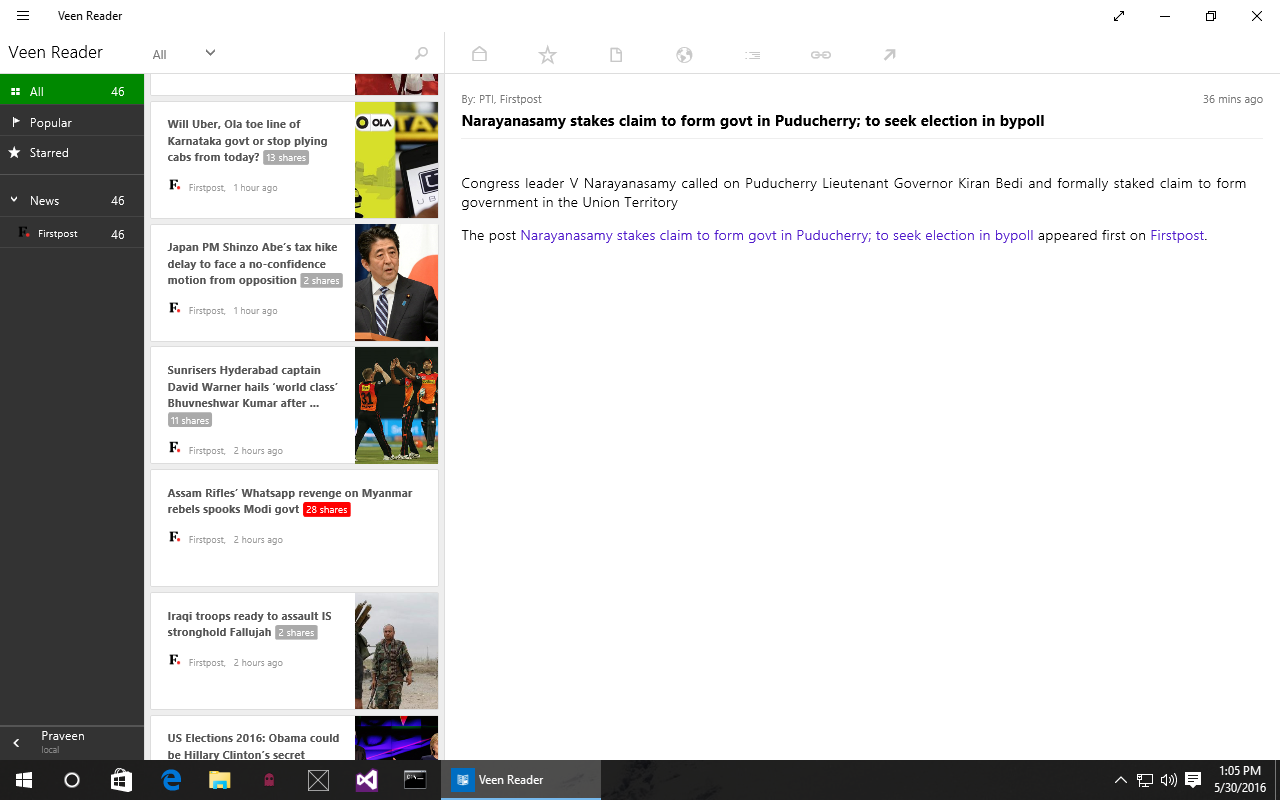 Veen Reader
Veen Reader
All
All 46
Popular
Starred
News 46
F Firstpost 46
Praveen
local
Will Uber, Ola toe line of
Karnataka govt or stop plying
cabs from today? 13 shares
F Firstpost, 1 hour ago
OLA
TAX
UB
Japan PM Shinzo Abe’s tax hike
delay to face a no-confidence
motion from opposition 2 shares
F Firstpost, 1 hour ago
Sunrisers Hyderabad captain
David Warner hails ‘world class’
Bhuvneshwar Kumar after ...
11 shares
F Firstpost, 2 hours ago
Assam Rifles’ Whatsapp revenge on Myanmar
rebels spooks Modi govt 28 shares
F Firstpost, 2 hours ago
Iraqi troops ready to assault IS
stronghold Fallujah 2 shares
F Firstpost, 2 hours ago
US Elections 2016: Obama could
be Hillary Clinton’s secret
By: PTI, Firstpost 36 mins ago
Narayanasamy stakes claim to form govt in Puducherry; to seek election in bypoll
Congress leader V Narayanasamy called on Puducherry Lieutenant Governor Kiran Bedi and formally staked claim to form
government in the Union Territory
The post Narayanasamy stakes claim to form govt in Puducherry; to seek election in bypoll appeared first on Firstpost.
Veen Reader
1:05 PM
5/30/2016